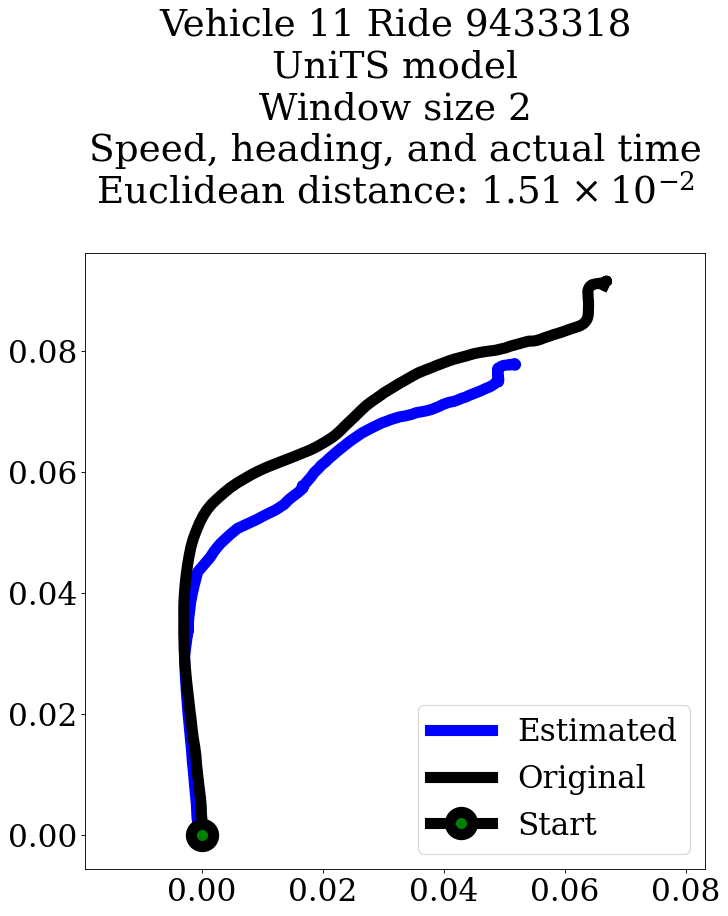 Vehicle 11 Ride 9433318
UniTS model
Window size 2
Speed, heading, and actual time
Euclidean distance: 1.51 × 10⁻²
0.08
0.06
0.04
0.02
0.00
Estimated
Original
Start
0.00 0.02 0.04 0.06 0.08